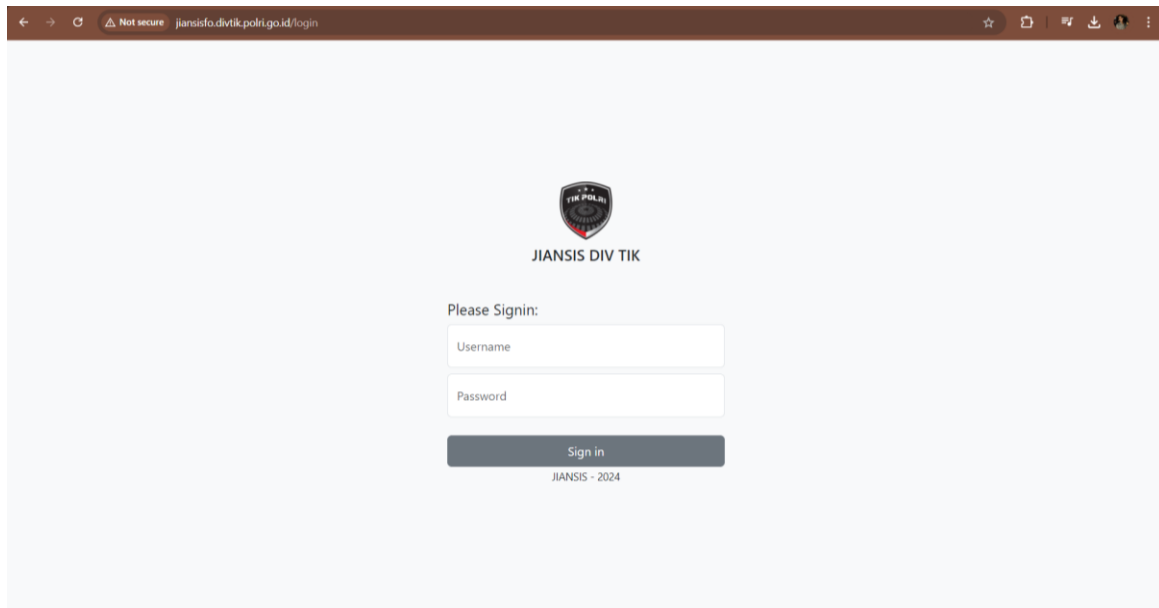 Not secure jiansisfo.divtik.polri.go.id/login
TIK POLRI
JIANSIS DIV TIK
Please Signin:
Username
Password
Sign in
JIANSIS - 2024